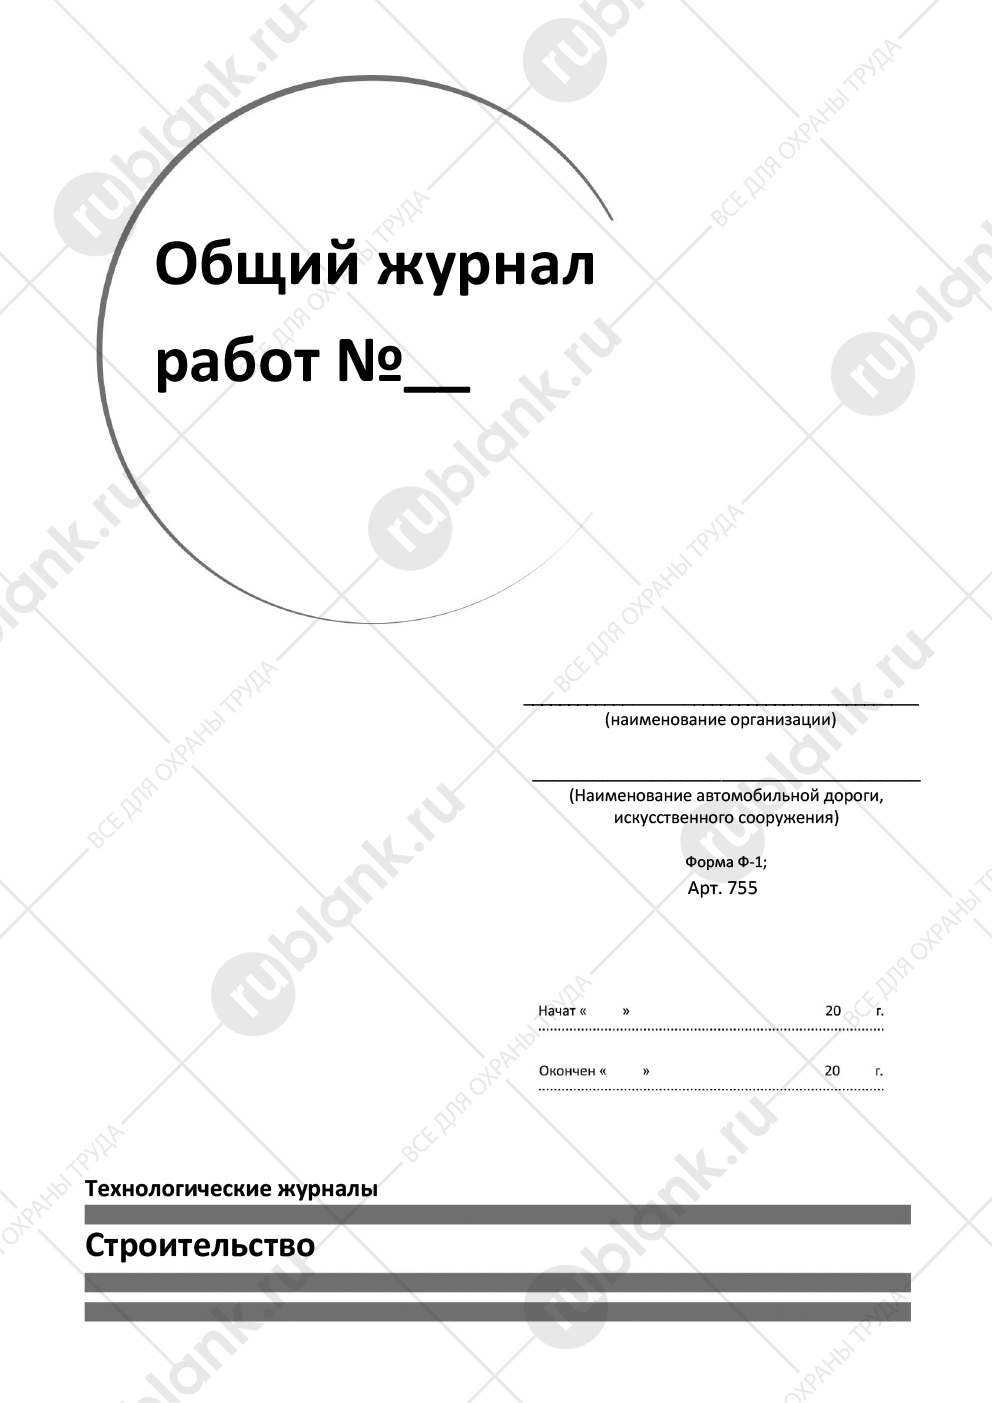 Общий журнал
работ №__
(наименование организации)
(Наименование автомобильной дороги,
искусственного сооружения)
Форма Ф-1;
Арт. 755
Начат « » 20 г.
Окончен « » 20 г.
Технологические журналы
Строительство
rublank.ru
ВСЕ ДЛЯ ОХРАНЫ ТРУДА